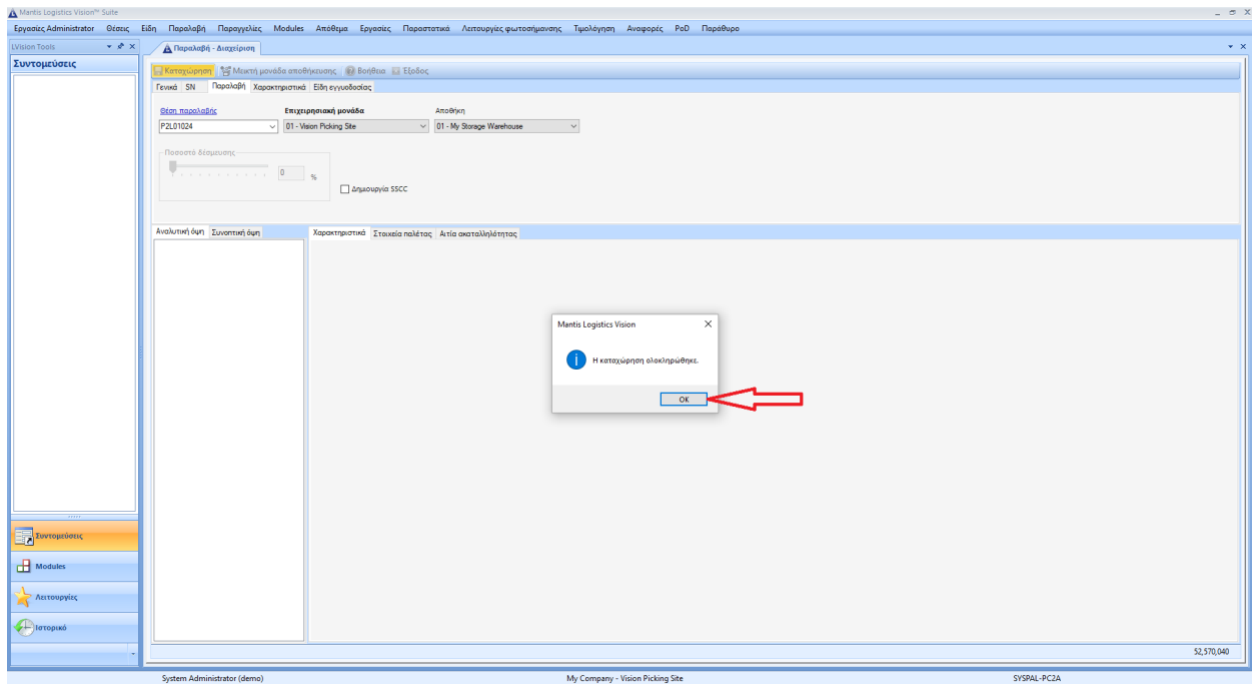 Mantis Logistics Vision™ Suite
Εργασίες Administrator Θέσεις Είδη Παραλαβή Παραγγελίες Modules Απόθεμα Εργασίες Παραστατικά Λειτουργίες φωτοσήμανσης Τιμολόγηση Αναφορές PoD Παράθυρο
LVision Tools
Παραλαβή - Διαχείριση
Συντομεύσεις
Καταχώρηση Μεικτή μονάδα αποθήκευσης Βοήθεια Έξοδος
Γενικά SN Παραλαβή Χαρακτηριστικά Είδη εγγυοδοσίας
Θέση παραλαβής Επιχειρησιακή μονάδα Αποθήκη
P2L01024 01 - Vision Picking Site 01 - My Storage Warehouse
Ποσοστό δέσμευσης
0 %
Δημιουργία SSCC
Αναλυτική όψη Συνοπτική όψη Χαρακτηριστικά Στοιχεία παλέτας Αιτία ακαταλληλότητας
Mantis Logistics Vision
Η καταχώρηση ολοκληρώθηκε.
OK
Συντομεύσεις
Modules
Λειτουργίες
Ιστορικό
52,570,040
System Administrator (demo) My Company - Vision Picking Site SYSPAL-PC2A